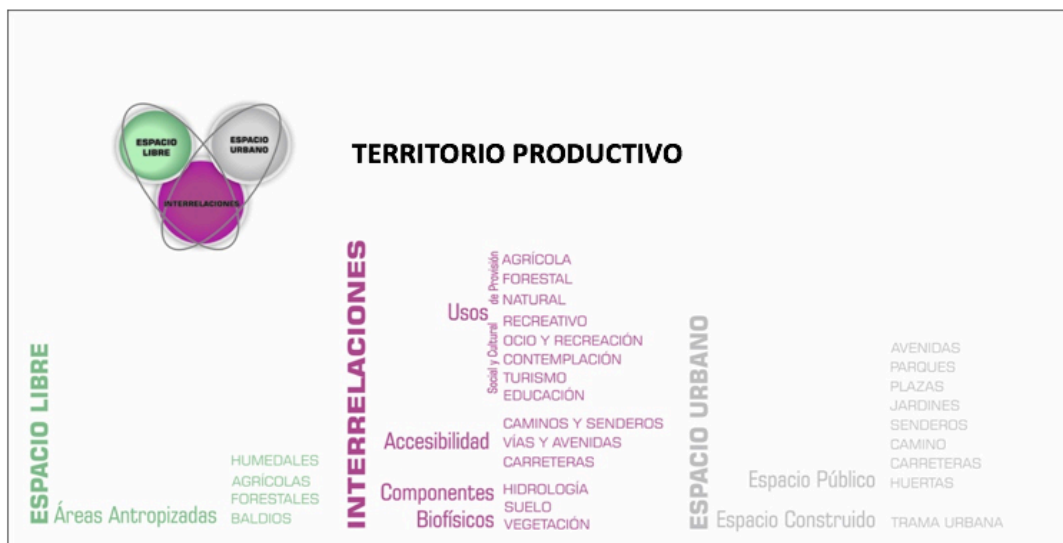 ESPACIO
LIBRE
ESPACIO
URBANO
INTERRELACIONES
TERRITORIO PRODUCTIVO
ESPACIO LIBRE
Áreas Antropizadas
HUMEDALES
AGRÍCOLAS
FORESTALES
BALDIOS
INTERRELACIONES
Usos
de Provisión
AGRÍCOLA
FORESTAL
NATURAL
Social y Cultural
RECREATIVO
OCIO Y RECREACIÓN
CONTEMPLACIÓN
TURISMO
EDUCACIÓN
Accesibilidad
CAMINOS Y SENDEROS
VÍAS Y AVENIDAS
CARRETERAS
Componentes
Biofísicos
HIDROLOGÍA
SUELO
VEGETACIÓN
ESPACIO URBANO
Espacio Público
AVENIDAS
PARQUES
PLAZAS
JARDINES
SENDEROS
CAMINO
CARRETERAS
HUERTAS
Espacio Construido
TRAMA URBANA